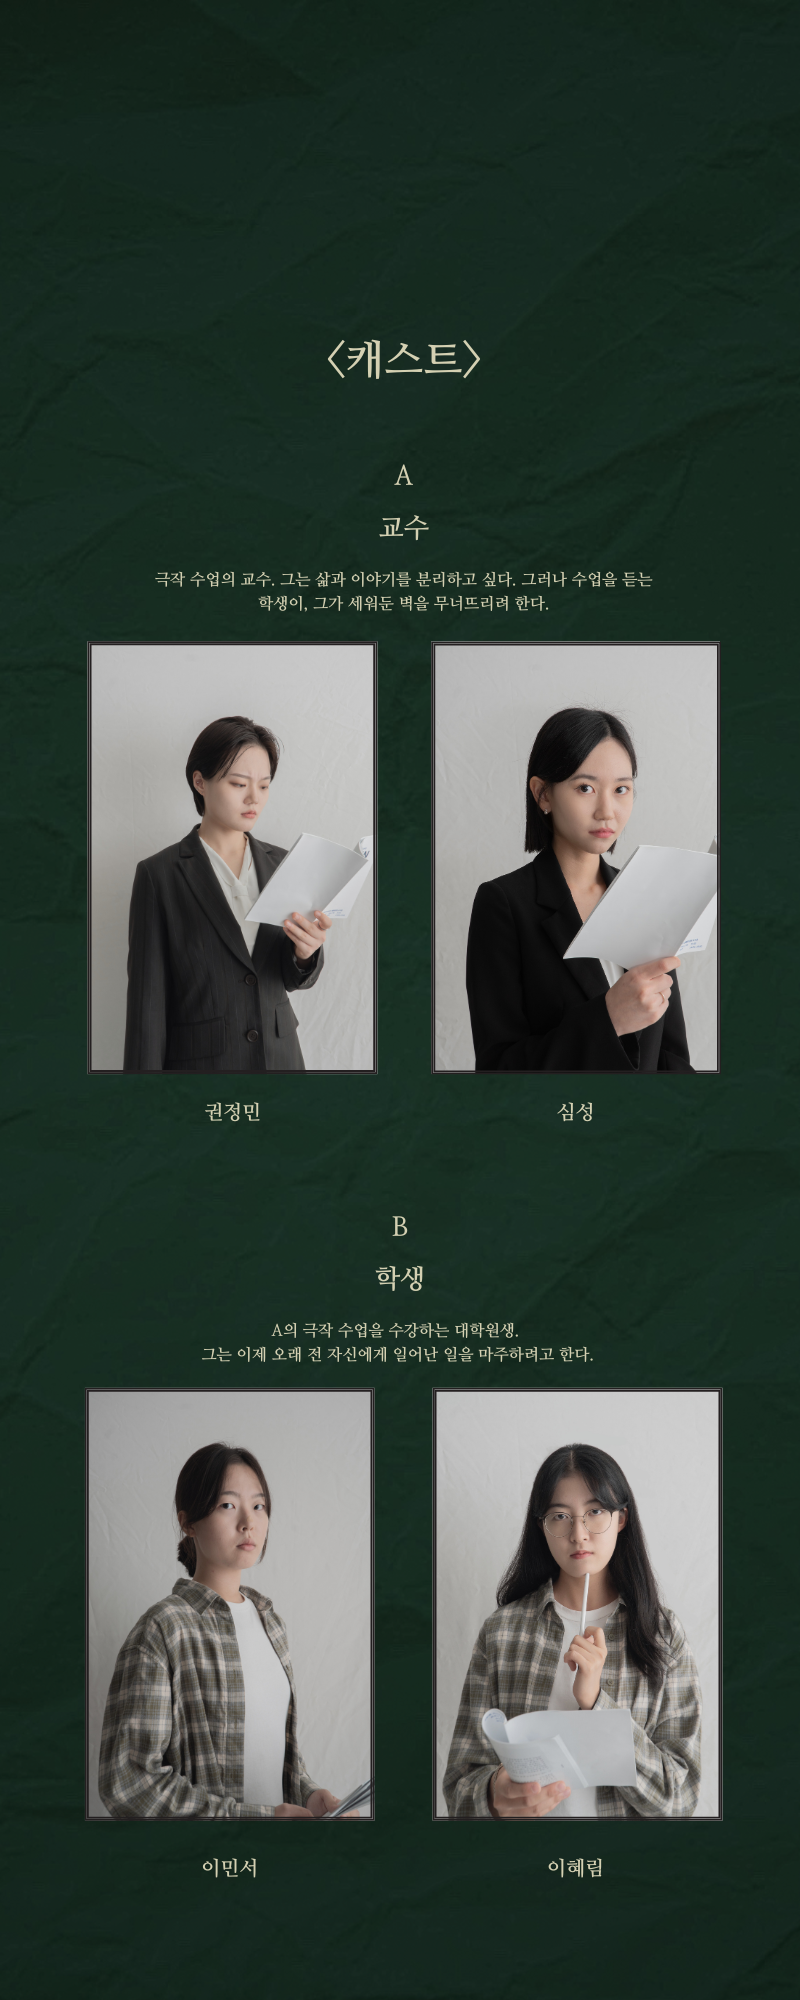 〈캐스트〉
A
교수
극작 수업의 교수. 그는 삶과 이야기를 분리하고 싶다. 그러나 수업을 듣는
학생이, 그가 세워둔 벽을 무너뜨리려 한다.
권정민
심성
B
학생
A의 극작 수업을 수강하는 대학원생.
그는 이제 오래 전 자신에게 일어난 일을 마주하려고 한다.
이민서
이혜림